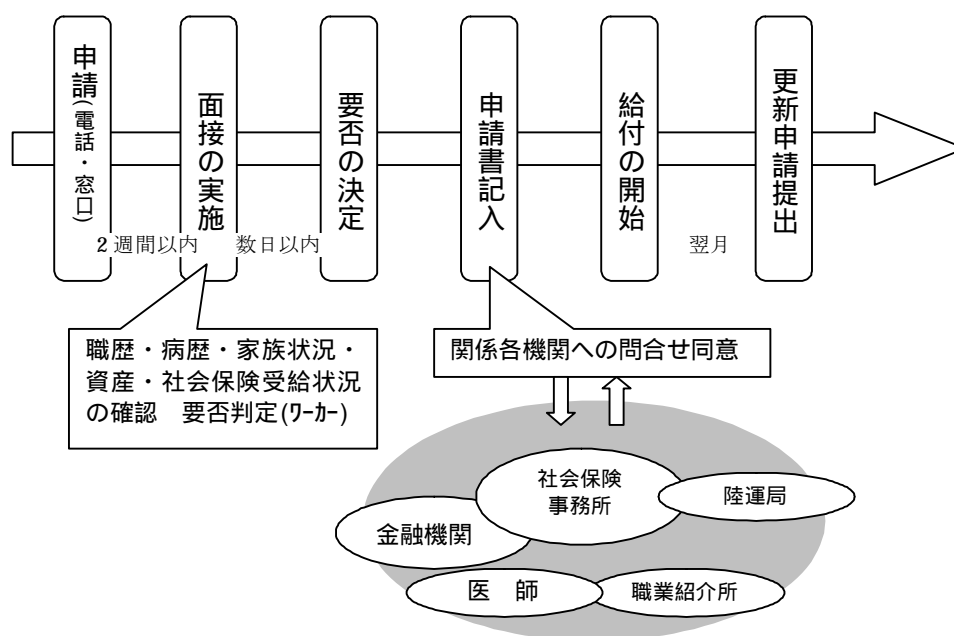 申請(電話・窓口)
面接の実施
要否の決定
申請書記入
給付の開始
更新申請提出
2週間以内
数日以内
翌月
職歴・病歴・家族状況・
資産・社会保険受給状況
の確認　要否判定(ﾜｰｶｰ)
関係各機関への問合せ同意
社会保険
事務所
陸運局
金融機関
医　師
職業紹介所